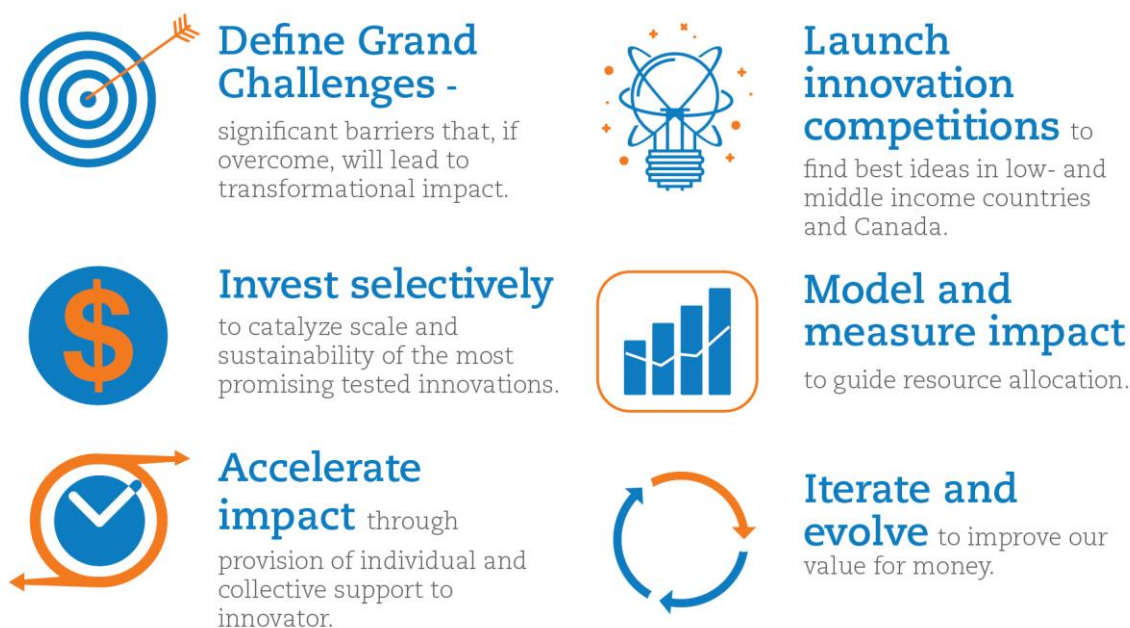 Define Grand
Challenges -
significant barriers that, if
overcome, will lead to
transformational impact.
Launch
innovation
competitions to
find best ideas in low- and
middle income countries
and Canada.
$
Invest selectively
to catalyze scale and
sustainability of the most
promising tested innovations.
Model and
measure impact
to guide resource allocation.
Accelerate
impact through
provision of individual and
collective support to
innovator.
Iterate and
evolve to improve our
value for money.